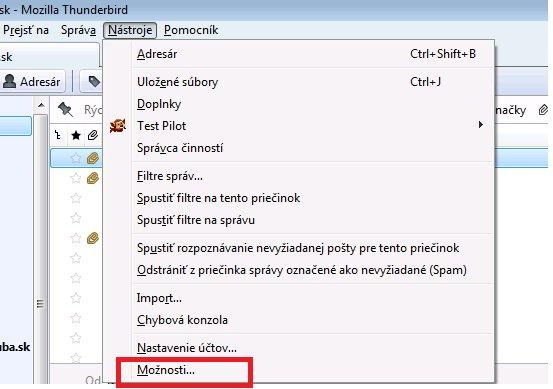 sk - Mozilla Thunderbird
Prejsť na Správa Nástroje Pomocník
.sk
Adresár
Adresár Ctrl+Shift+B
Uložené súbory Ctrl+J
Doplnky
Test Pilot
Správca činností
Filtre správ...
Spustiť filtre na tento priečinok
Spustiť filtre na správu
Spustiť rozpoznávanie nevyžiadanej pošty pre tento priečinok
Odstrániť z priečinka správy označené ako nevyžiadané (Spam)
Import...
Chybová konzola
Nastavenie účtov...
Možnosti...
Rýc
načky
uba.sk
Od